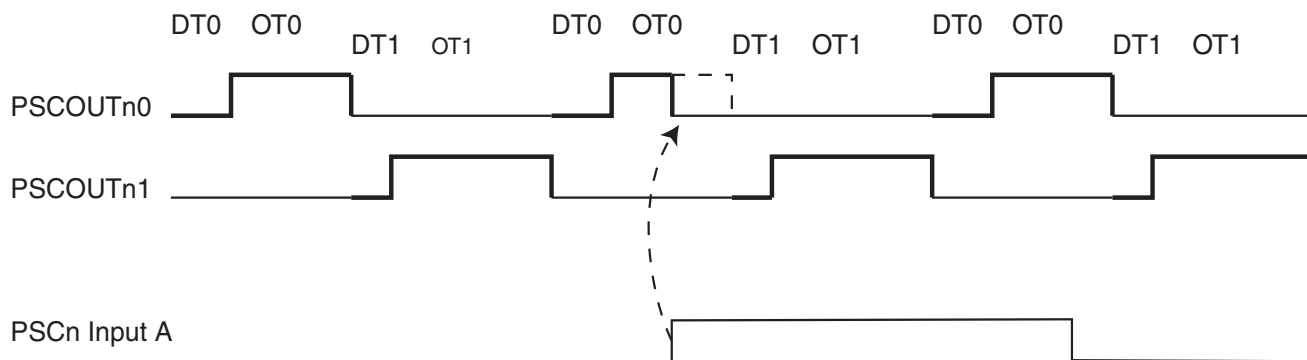 DT0 OT0 DT0 OT0 DT0 OT0
DT1 OT1 DT1 OT1 DT1 OT1
PSCOUTn0
PSCOUTn1
PSCn Input A